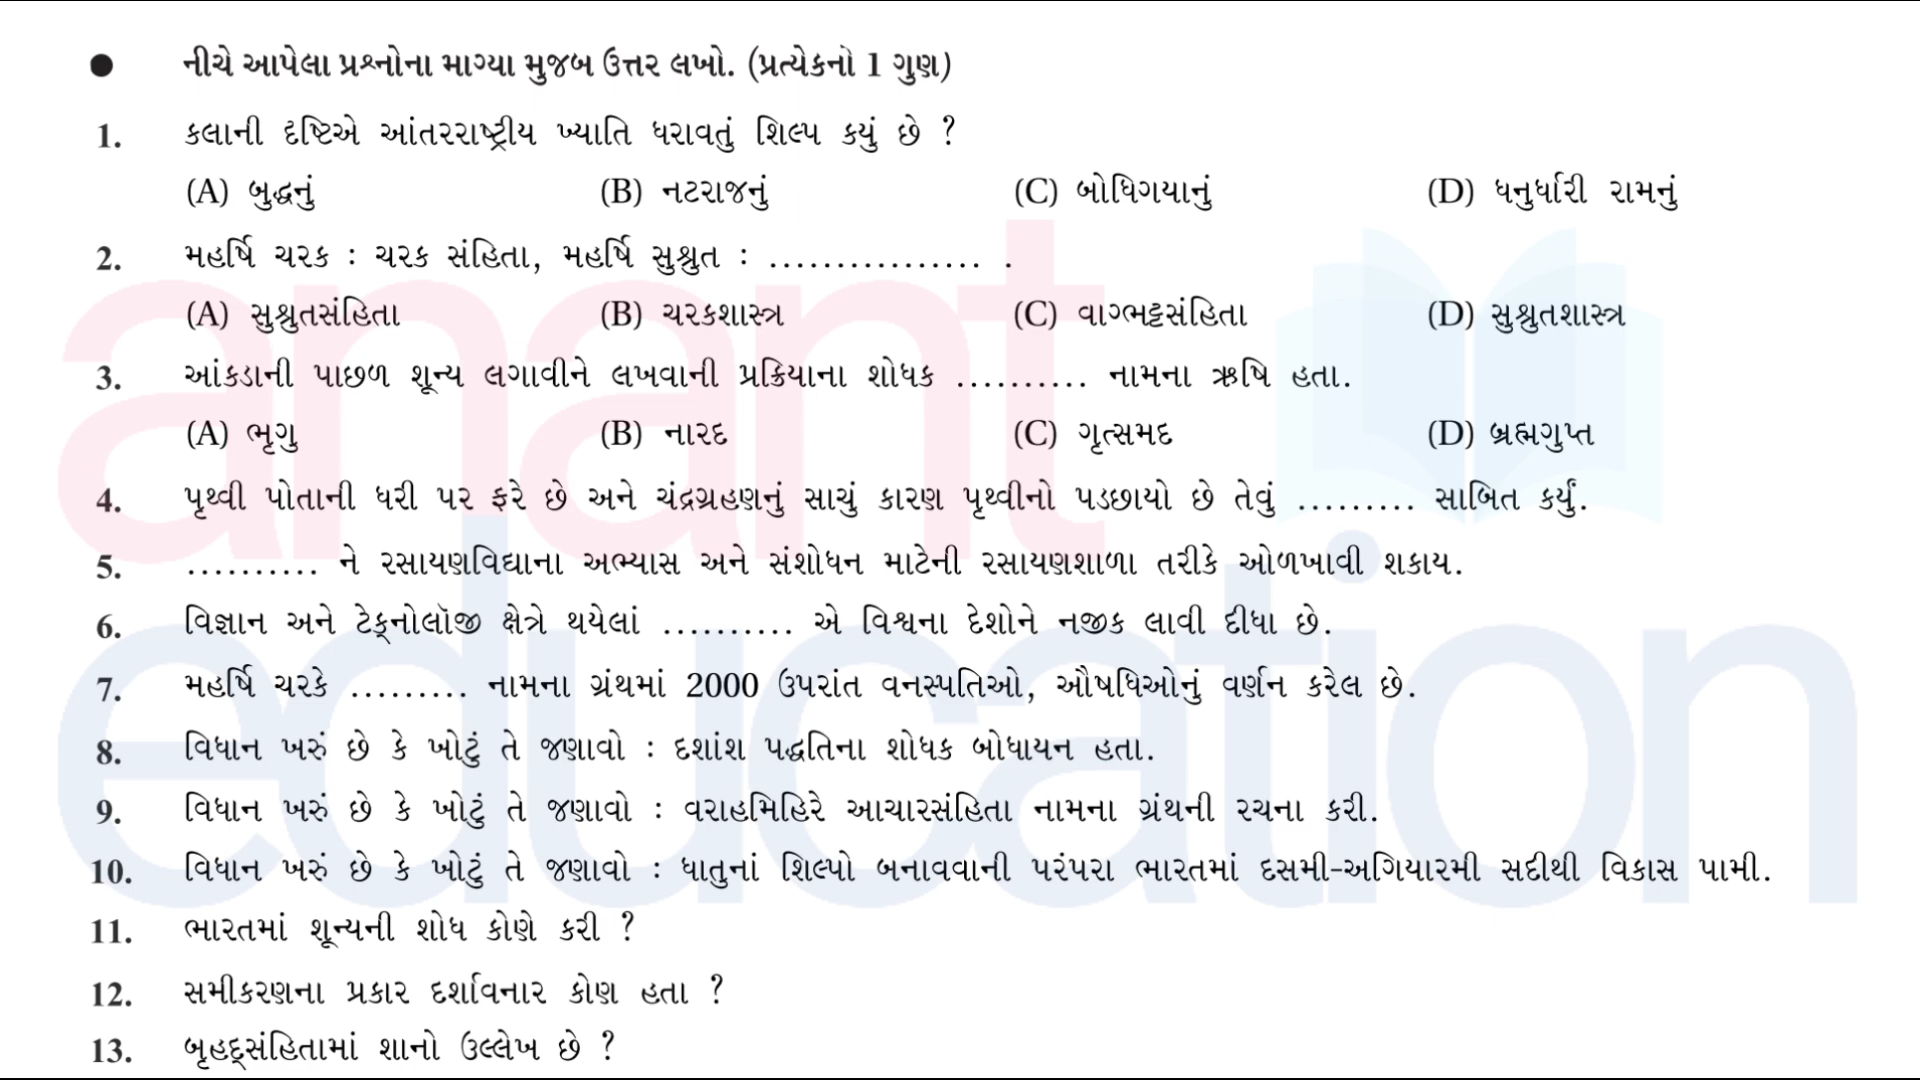 ● નીચે આપેલા પ્રશ્નોના માગ્યા મુજબ ઉત્તર લખો. (પ્રત્યેકનો 1 ગુણ)
1. કલાની દૃષ્ટિએ આંતરરાષ્ટ્રીય ખ્યાતિ ધરાવતું શિલ્પ કયું છે ?
(A) બુદ્ધનું (B) નટરાજનું (C) બોધિગયાનું (D) ધનુર્ધારી રામનું
2. મહર્ષિ ચરક : ચરક સંહિતા, મહર્ષિ સુશ્રુત : ................ .
(A) સુશ્રુતસંહિતા (B) ચરકશાસ્ત્ર (C) વાગ્ભટ્ટસંહિતા (D) સુશ્રુતશાસ્ત્ર
3. આંકડાની પાછળ શૂન્ય લગાવીને લખવાની પ્રક્રિયાના શોધક .......... નામના ઋષિ હતા.
(A) ભૃગુ (B) નારદ (C) ગૃત્સમદ (D) બ્રહ્મગુપ્ત
4. પૃથ્વી પોતાની ધરી પર ફરે છે અને ચંદ્રગ્રહણનું સાચું કારણ પૃથ્વીનો પડછાયો છે તેવું ......... સાબિત કર્યું.
5. .......... ને રસાયણવિદ્યાના અભ્યાસ અને સંશોધન માટેની રસાયણશાળા તરીકે ઓળખાવી શકાય.
6. વિજ્ઞાન અને ટેક્નોલૉજી ક્ષેત્રે થયેલાં .......... એ વિશ્વના દેશોને નજીક લાવી દીધા છે.
7. મહર્ષિ ચરકે ......... નામના ગ્રંથમાં 2000 ઉપરાંત વનસ્પતિઓ, ઔષધિઓનું વર્ણન કરેલ છે.
8. વિધાન ખરું છે કે ખોટું તે જણાવો : દશાંશ પદ્ધતિના શોધક બોધાયન હતા.
9. વિધાન ખરું છે કે ખોટું તે જણાવો : વરાહમિહિરે આચારસંહિતા નામના ગ્રંથની રચના કરી.
10. વિધાન ખરું છે કે ખોટું તે જણાવો : ધાતુનાં શિલ્પો બનાવવાની પરંપરા ભારતમાં દસમી-અગિયારમી સદીથી વિકાસ પામી.
11. ભારતમાં શૂન્યની શોધ કોણે કરી ?
12. સમીકરણના પ્રકાર દર્શાવનાર કોણ હતા ?
13. બૃહદ્સંહિતામાં શાનો ઉલ્લેખ છે ?
anant
education